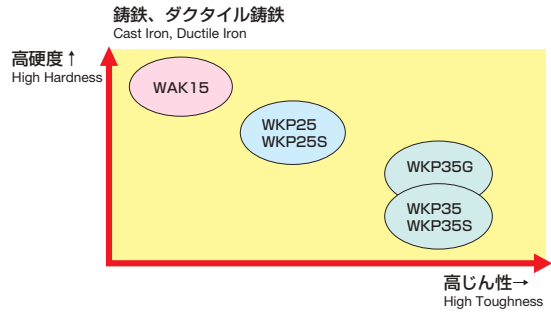 鋳鉄、ダクタイル鋳鉄
Cast Iron, Ductile Iron
高硬度↑
High Hardness
WAK15
WKP25
WKP25S
WKP35G
WKP35
WKP35S
高じん性→
High Toughness